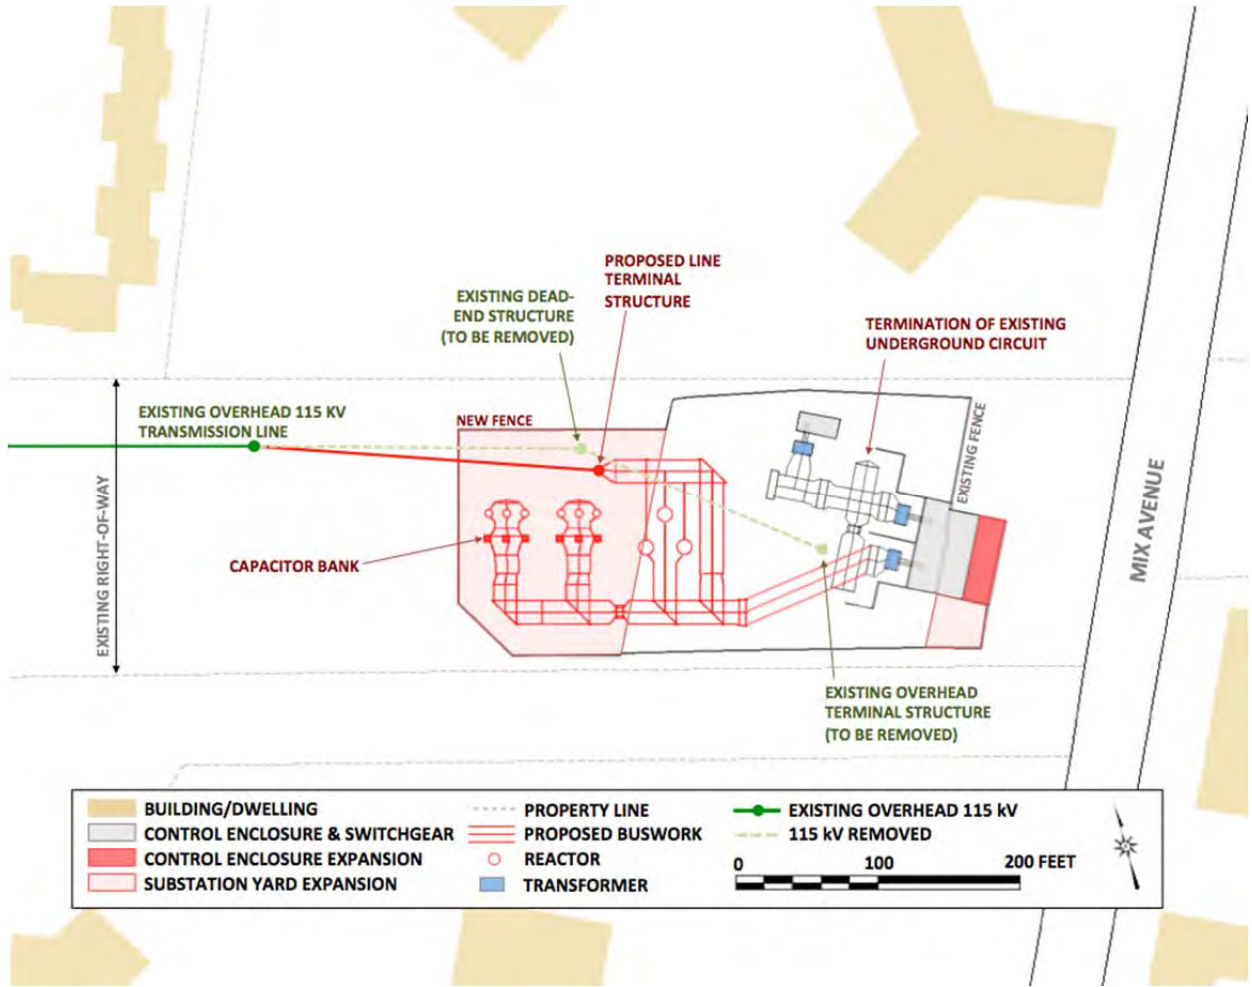 PROPOSED LINE
TERMINAL
STRUCTURE
EXISTING DEAD-
END STRUCTURE
(TO BE REMOVED)
TERMINATION OF EXISTING
UNDERGROUND CIRCUIT
EXISTING OVERHEAD 115 KV
TRANSMISSION LINE
NEW FENCE
EXISTING FENCE
MIX AVENUE
EXISTING RIGHT-OF-WAY
CAPACITOR BANK
EXISTING OVERHEAD
TERMINAL STRUCTURE
(TO BE REMOVED)
BUILDING/DWELLING
CONTROL ENCLOSURE & SWITCHGEAR
CONTROL ENCLOSURE EXPANSION
SUBSTATION YARD EXPANSION
PROPERTY LINE
PROPOSED BUSWORK
REACTOR
TRANSFORMER
EXISTING OVERHEAD 115 kV
115 kV REMOVED
0 100 200 FEET